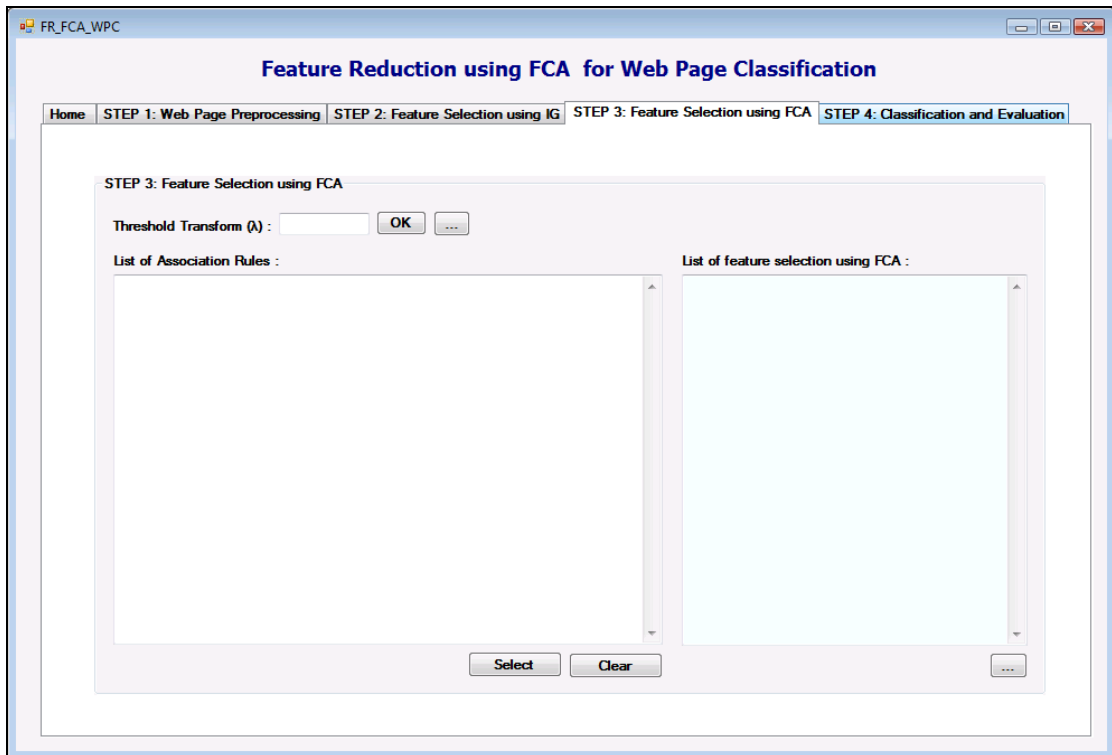 FR_FCA_WPC
Feature Reduction using FCA for Web Page Classification
Home STEP 1: Web Page Preprocessing STEP 2: Feature Selection using IG STEP 3: Feature Selection using FCA STEP 4: Classification and Evaluation
STEP 3: Feature Selection using FCA
Threshold Transform (λ) : OK ...
List of Association Rules : List of feature selection using FCA :
Select Clear ...